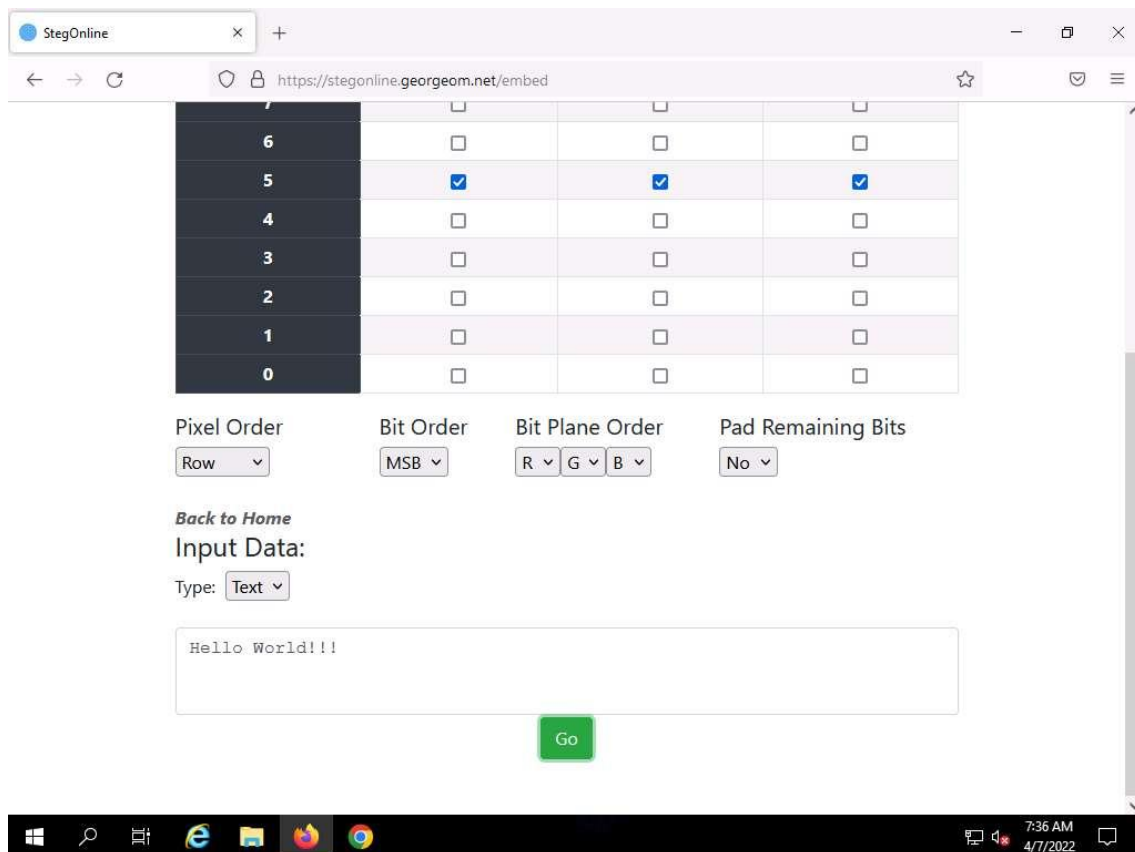 StegOnline
https://stegonline.georgeom.net/embed
7
6
5
4
3
2
1
0
Pixel Order Bit Order Bit Plane Order Pad Remaining Bits
Row MSB R G B No
Back to Home
Input Data:
Type: Text
Hello World!!!
Go
7:36 AM
4/7/2022